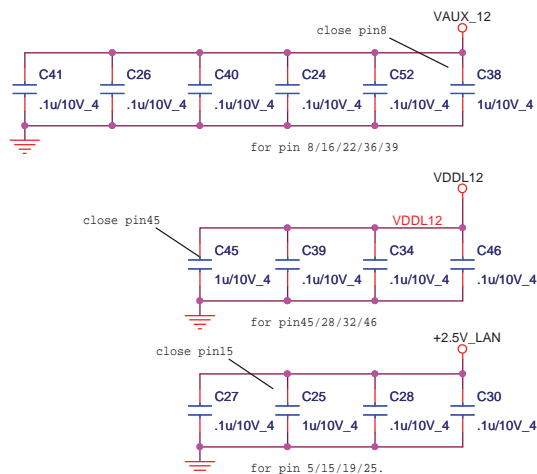 VAUX_12
close pin8
C41 C26 C40 C24 C52 C38
.1u/10V_4 .1u/10V_4 .1u/10V_4 .1u/10V_4 .1u/10V_4 1u/10V_4
for pin 8/16/22/36/39
VDDL12
close pin45
VDDL12
C45 C39 C34 C46
1u/10V_4 .1u/10V_4 .1u/10V_4 .1u/10V_4
for pin45/28/32/46
+2.5V_LAN
close pin15
C27 C25 C28 C30
.1u/10V_4 1u/10V_4 .1u/10V_4 .1u/10V_4
for pin 5/15/19/25.